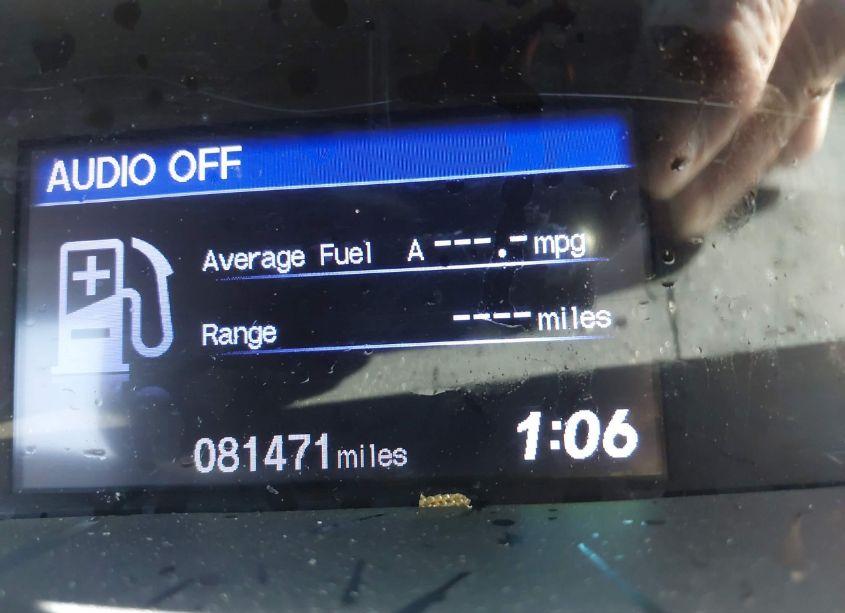 AUDIO OFF
Average Fuel A ---.- mpg
Range ---- miles
081471 miles 1:06